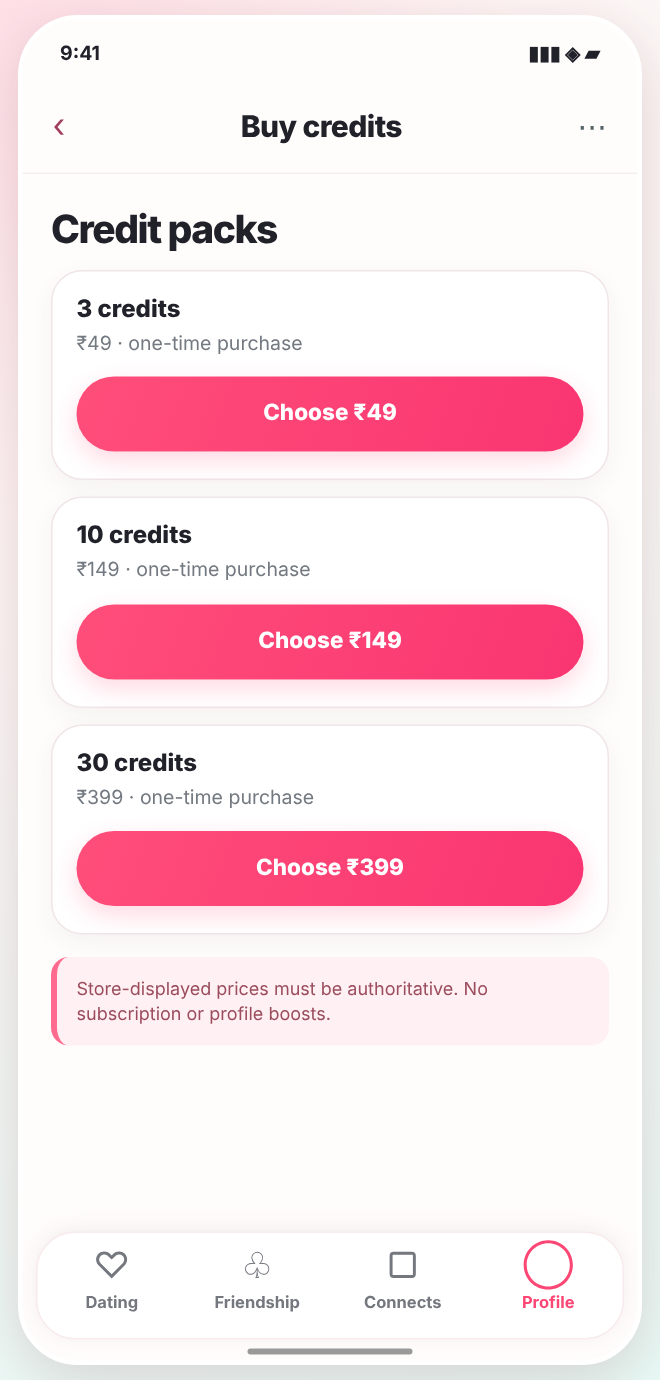 9:41
Buy credits
Credit packs
3 credits
₹49 · one-time purchase
Choose ₹49
10 credits
₹149 · one-time purchase
Choose ₹149
30 credits
₹399 · one-time purchase
Choose ₹399
Store-displayed prices must be authoritative. No
subscription or profile boosts.
Dating Friendship Connects Profile